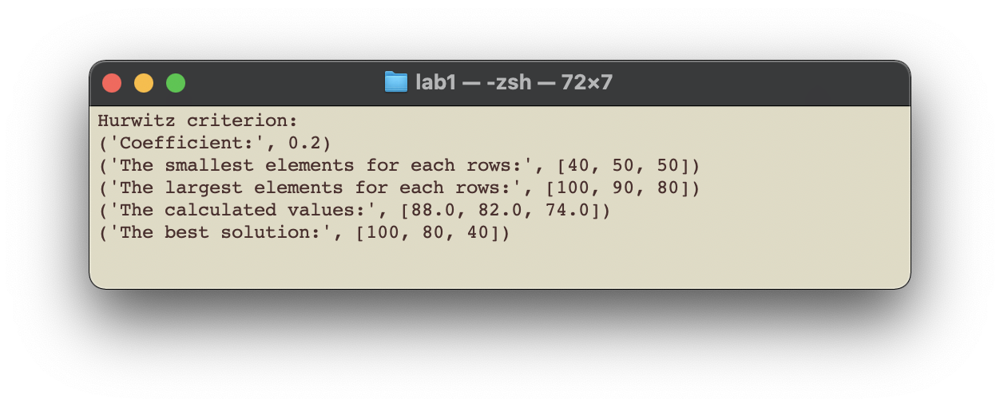 lab1 — -zsh — 72×7
Hurwitz criterion:
('Coefficient:', 0.2)
('The smallest elements for each rows:', [40, 50, 50])
('The largest elements for each rows:', [100, 90, 80])
('The calculated values:', [88.0, 82.0, 74.0])
('The best solution:', [100, 80, 40])